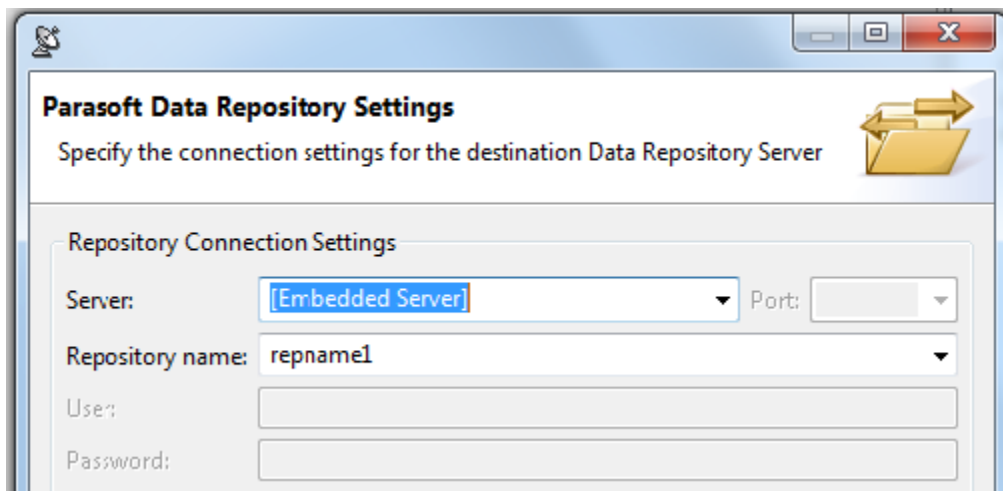 Parasoft Data Repository Settings
Specify the connection settings for the destination Data Repository Server
Repository Connection Settings
Server: [Embedded Server] Port:
Repository name: repname1
User:
Password: